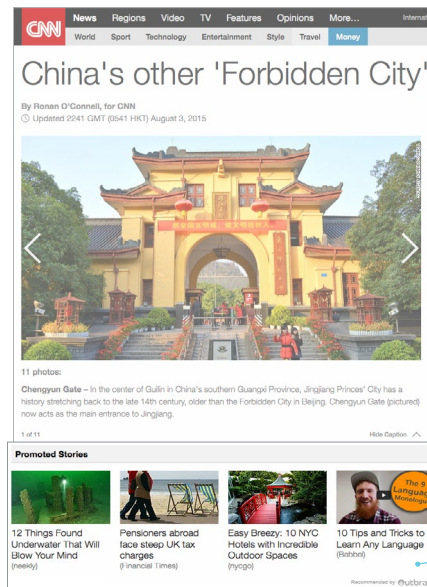 CNN
News Regions Video TV Features Opinions More...
World Sport Technology Entertainment Style Travel Money
China's other 'Forbidden City'
By Ronan O'Connell, for CNN
Updated 2241 GMT (0541 HKT) August 3, 2015
11 photos:
Chengyun Gate – In the center of Guilin in China's southern Guangxi Province, Jingjiang Princes' City has a
history stretching back to the late 14th century, older than the Forbidden City in Beijing. Chengyun Gate (pictured)
now acts as the main entrance to Jingjiang.
1 of 11 Hide Caption
Promoted Stories
12 Things Found
Underwater That Will
Blow Your Mind
(neekly)
Pensioners abroad
face steep UK tax
charges
(Financial Times)
Easy Breezy: 10 NYC
Hotels with Incredible
Outdoor Spaces
(nycgo)
The 9
Language
Monologue
10 Tips and Tricks to
Learn Any Language
(Babbel)
Recommended by